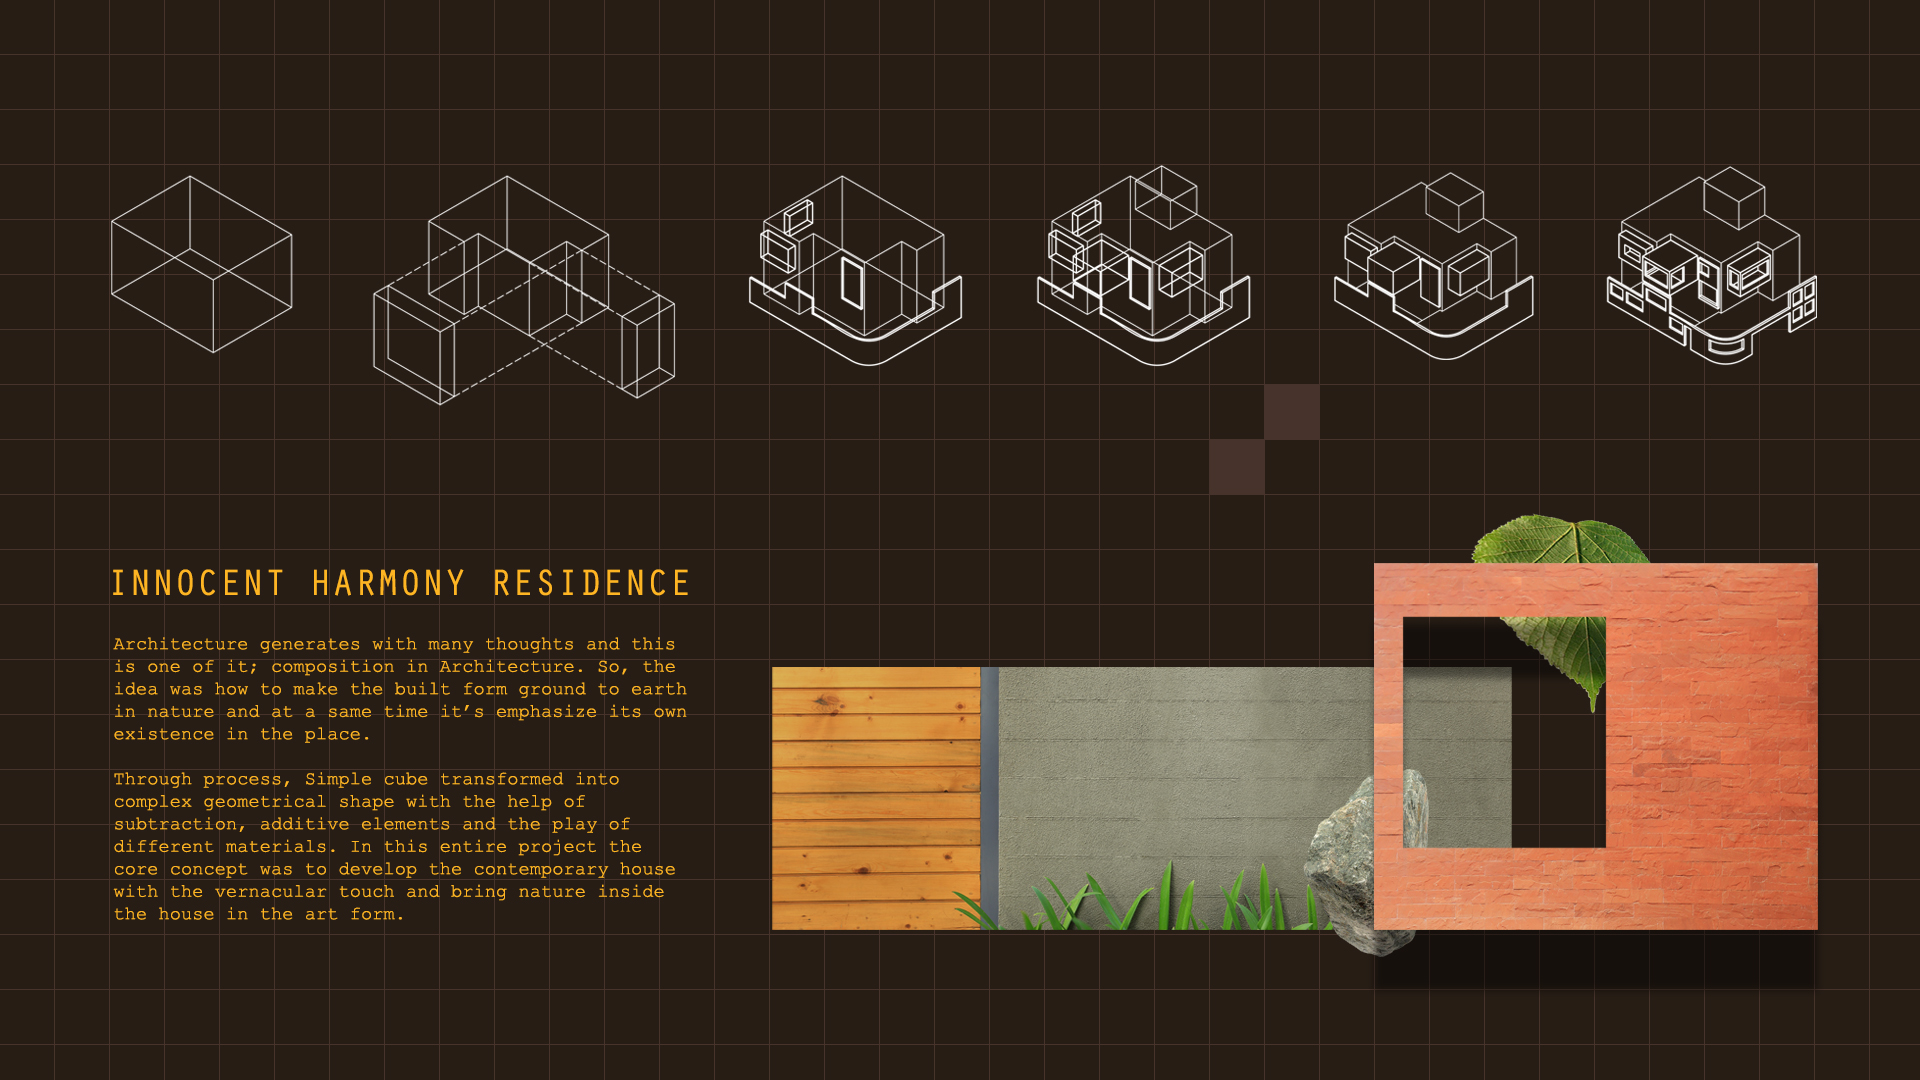 INNOCENT HARMONY RESIDENCE
Architecture generates with many thoughts and this
is one of it; composition in Architecture. So, the
idea was how to make the built form ground to earth
in nature and at a same time it’s emphasize its own
existence in the place.
Through process, Simple cube transformed into
complex geometrical shape with the help of
subtraction, additive elements and the play of
different materials. In this entire project the
core concept was to develop the contemporary house
with the vernacular touch and bring nature inside
the house in the art form.